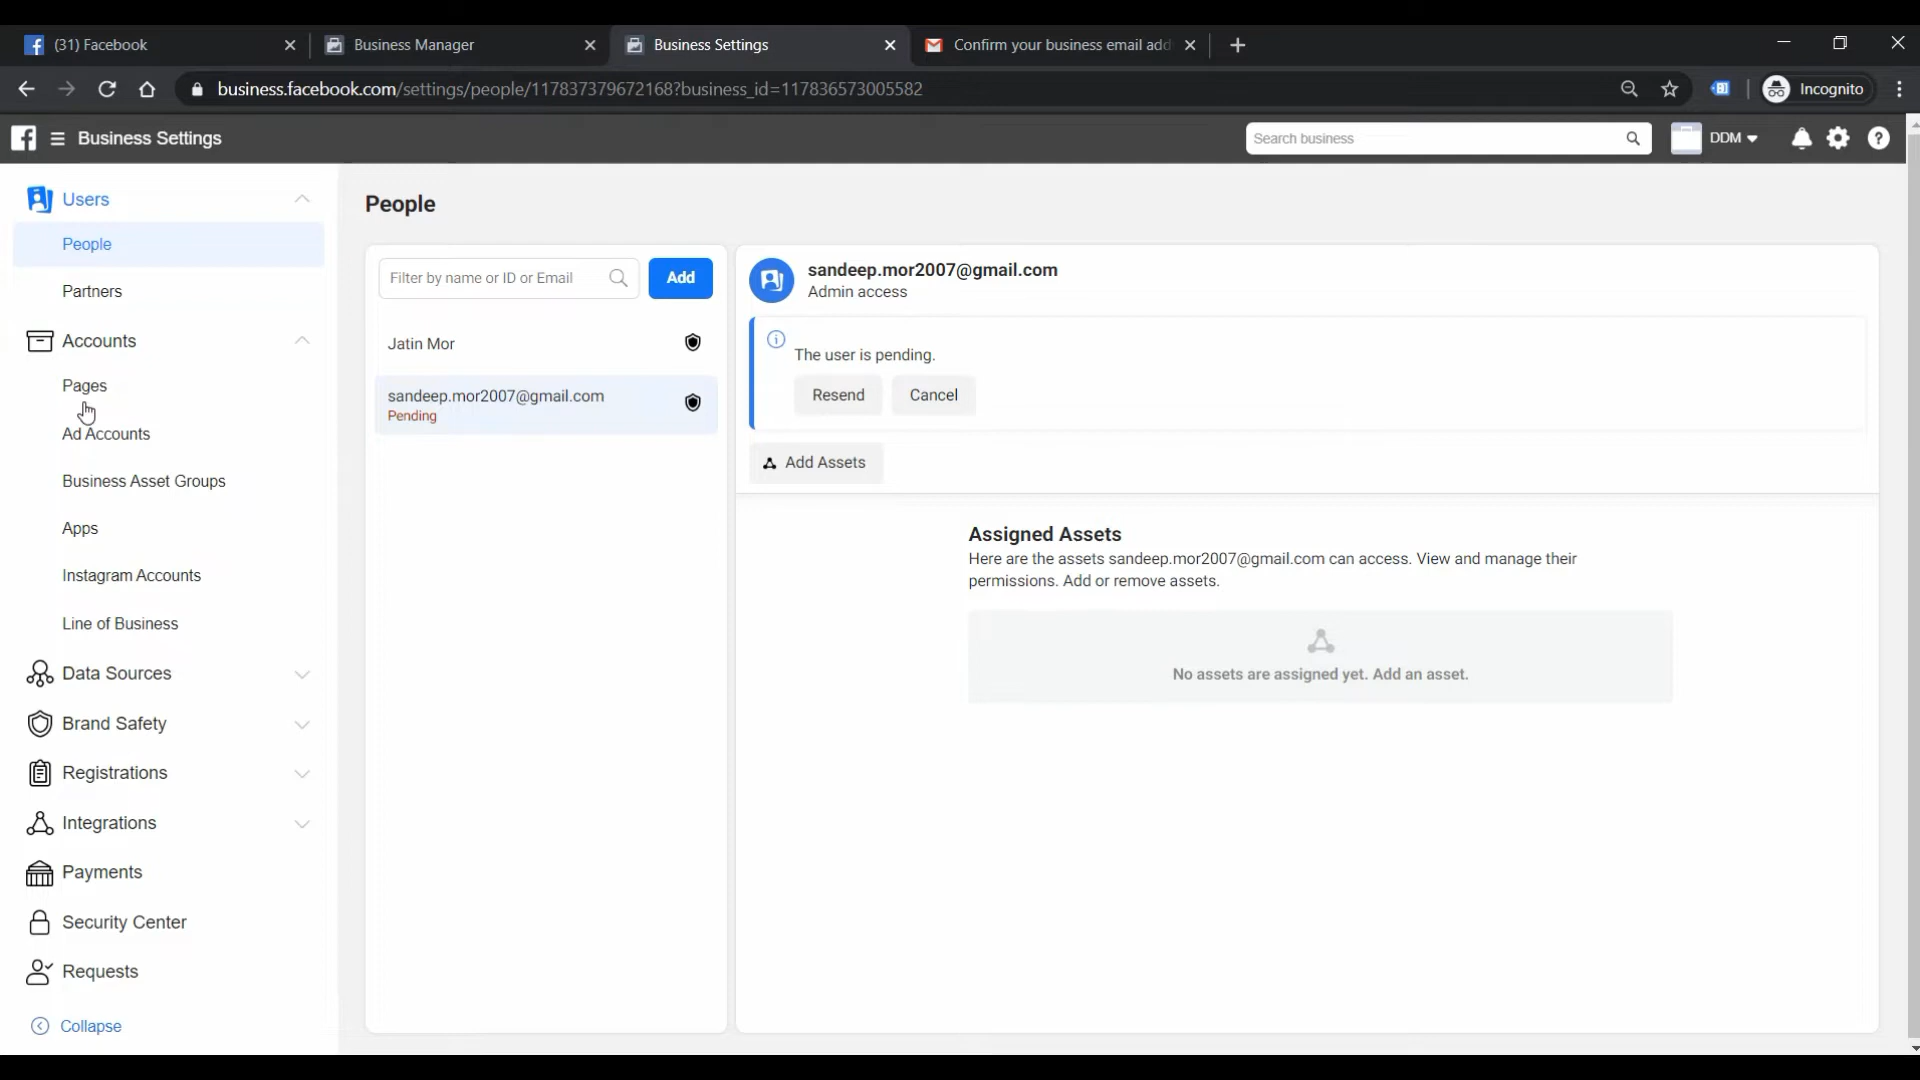 (31) Facebook
Business Manager
Business Settings
Confirm your business email add
business.facebook.com/settings/people/117837379672168?business_id=117836573005582
Incognito
Business Settings
Search business
DDM
Users
People
Partners
Accounts
Pages
Ad Accounts
Business Asset Groups
Apps
Instagram Accounts
Line of Business
Data Sources
Brand Safety
Registrations
Integrations
Payments
Security Center
Requests
Collapse
People
Filter by name or ID or Email
Add
Jatin Mor
sandeep.mor2007@gmail.com
Pending
sandeep.mor2007@gmail.com
Admin access
The user is pending.
Resend
Cancel
Add Assets
Assigned Assets
Here are the assets sandeep.mor2007@gmail.com can access. View and manage their
permissions. Add or remove assets.
No assets are assigned yet. Add an asset.